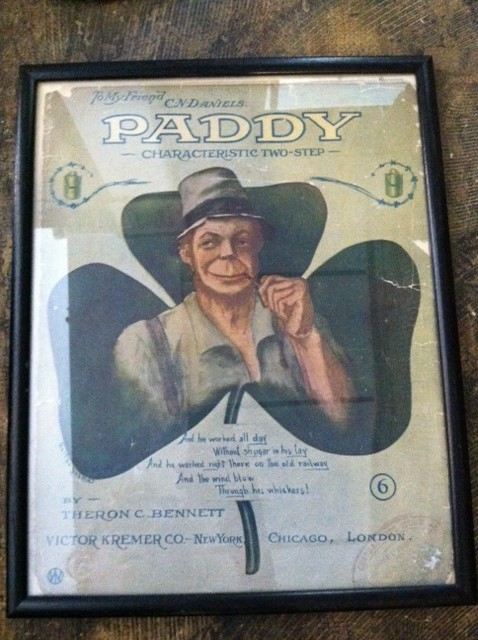 To My Friend C.N. DANIELS.
PADDY
— CHARACTERISTIC TWO-STEP —
And he worked all day
Without shuger in his tay
And he worked right there on the old railway
And the wind blew
Through his whiskers!
6
BY —
THERON C. BENNETT
VICTOR KREMER CO. - NEW YORK, CHICAGO, LONDON.